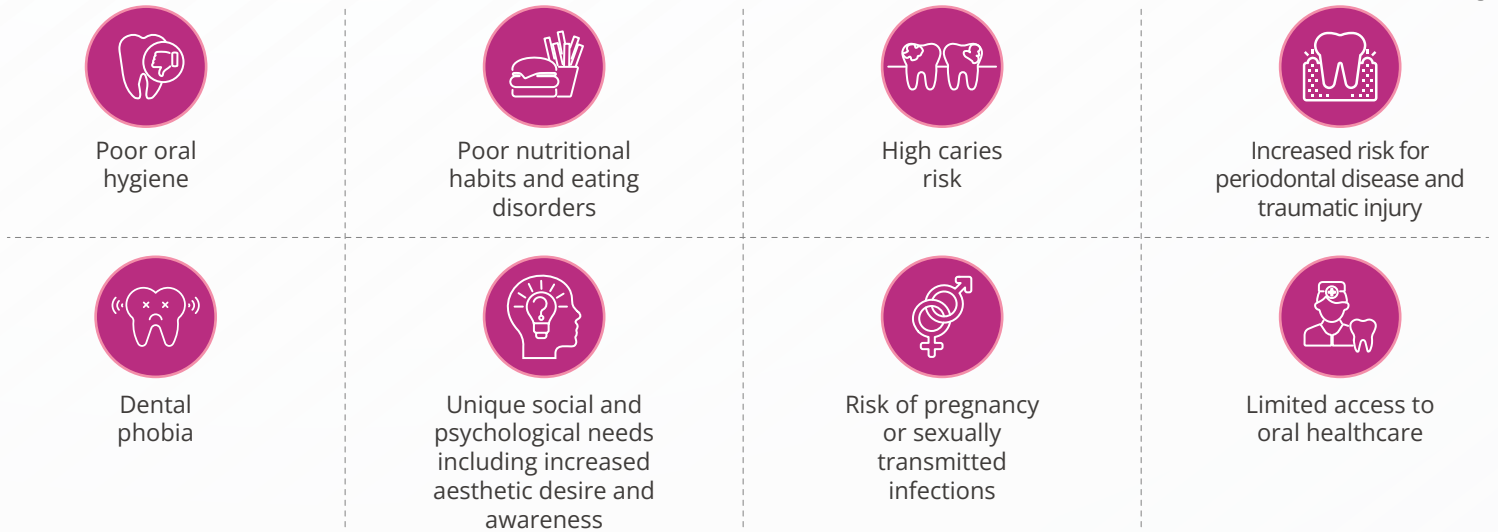 Poor oral
hygiene
Poor nutritional
habits and eating
disorders
High caries
risk
Increased risk for
periodontal disease and
traumatic injury
Dental
phobia
Unique social and
psychological needs
including increased
aesthetic desire and
awareness
Risk of pregnancy
or sexually
transmitted
infections
Limited access to
oral healthcare